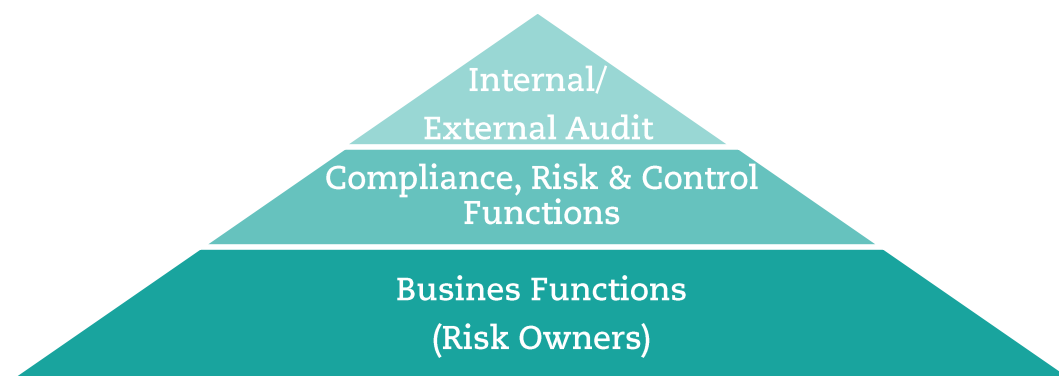 Internal/
External Audit
Compliance, Risk & Control
Functions
Busines Functions
(Risk Owners)